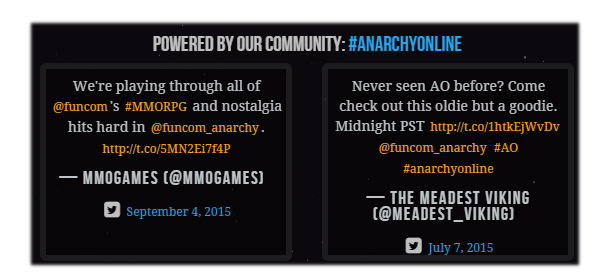 POWERED BY OUR COMMUNITY: #ANARCHYONLINE
We're playing through all of
@funcom's #MMORPG and nostalgia
hits hard in @funcom_anarchy.
http://t.co/5MN2Ei7f4P
— MMOGAMES (@MMOGAMES)
September 4, 2015
Never seen AO before? Come
check out this oldie but a goodie.
Midnight PST http://t.co/1htkEjWvDv
@funcom_anarchy #AO
#anarchyonline
— THE MEADEST VIKING
(@MEADEST_VIKING)
July 7, 2015